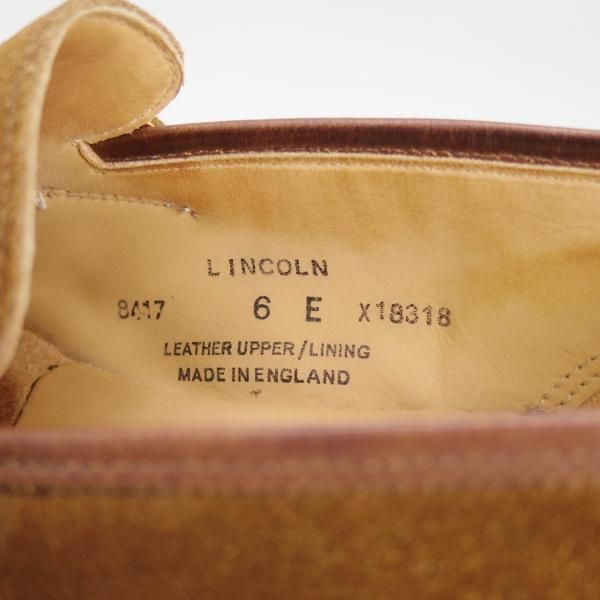 LINCOLN
8417 6 E X18318
LEATHER UPPER/LINING
MADE IN ENGLAND